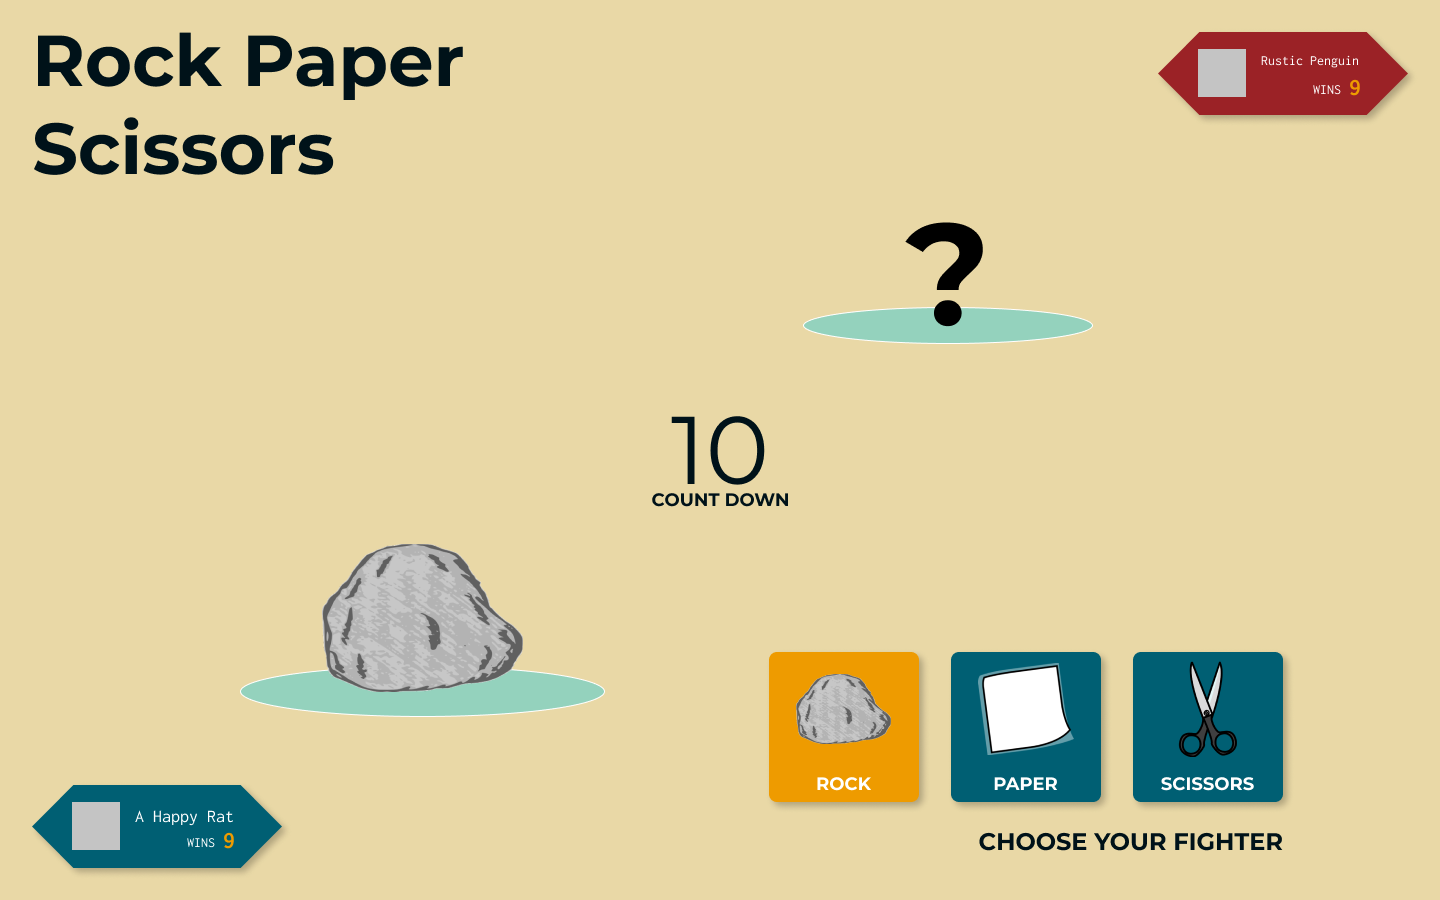 Rock Paper
Scissors
Rustic Penguin
WINS 9
?
10
COUNT DOWN
ROCK
PAPER
SCISSORS
A Happy Rat
WINS 9
CHOOSE YOUR FIGHTER